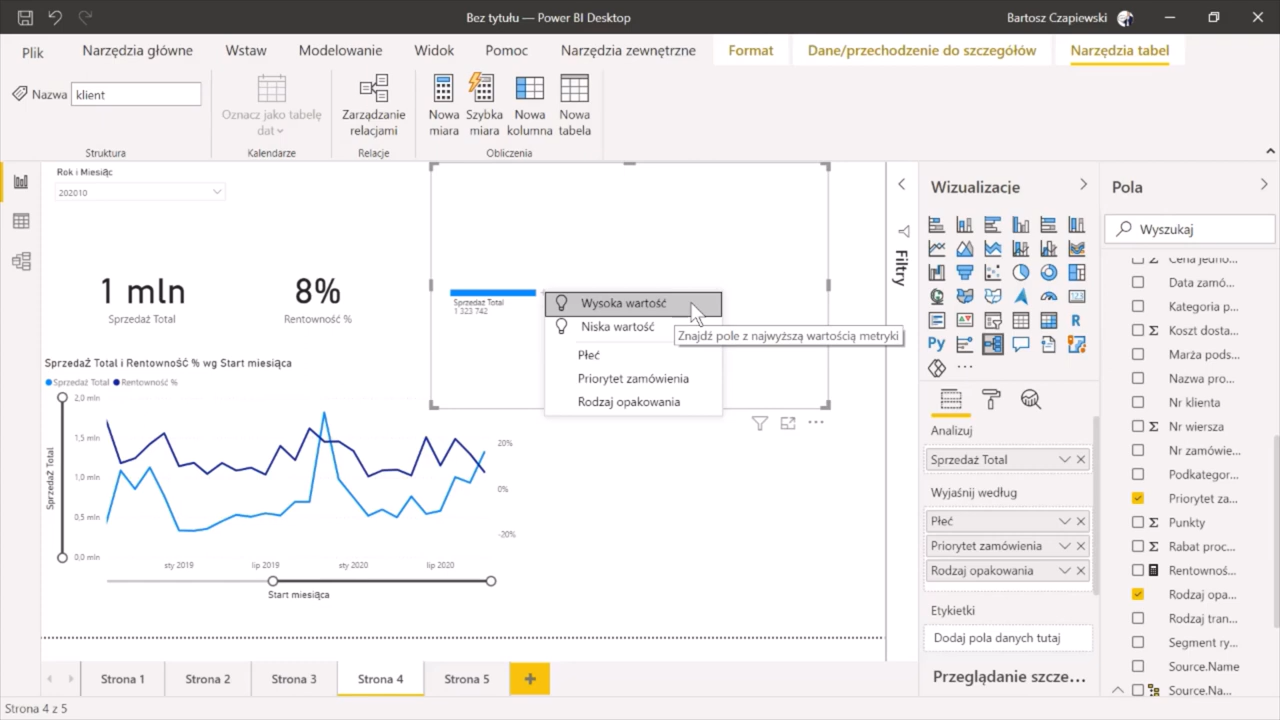 Bez tytułu — Power BI Desktop
Bartosz Czapiewski
Plik
Narzędzia główne
Wstaw
Modelowanie
Widok
Pomoc
Narzędzia zewnętrzne
Format
Dane/przechodzenie do szczegółów
Narzędzia tabel
Nazwa
klient
Oznacz jako tabelę
dat
Zarządzanie
relacjami
Nowa
miara
Szybka
miara
Nowa
kolumna
Nowa
tabela
Struktura
Kalendarze
Relacje
Obliczenia
Rok i Miesiąc
202010
1 mln
Sprzedaż Total
8%
Rentowność %
Sprzedaż Total
1 323 742
Wysoka wartość
Niska wartość
Znajdź pole z najwyższą wartością metryki
Płeć
Priorytet zamówienia
Rodzaj opakowania
Sprzedaż Total i Rentowność % wg Start miesiąca
Sprzedaż Total
Rentowność %
Sprzedaż Total
2,0 mln
1,5 mln
1,0 mln
0,5 mln
0,0 mln
20%
0%
-20%
sty 2019
lip 2019
sty 2020
lip 2020
Start miesiąca
Filtry
Wizualizacje
R
Py
Analizuj
Sprzedaż Total
Wyjaśnij według
Płeć
Priorytet zamówienia
Rodzaj opakowania
Etykietki
Dodaj pola danych tutaj
Przeglądanie szcze...
Pola
Wyszukaj
Cena jedno...
Data zamó...
Kategoria p...
Koszt dosta...
Marża pods...
Nazwa pro...
Nr klienta
Nr wiersza
Nr zamówie...
Podkategor...
Priorytet za...
Punkty
Rabat proc...
Rentownoś...
Rodzaj opa...
Rodzaj tran...
Segment ry...
Source.Name
Source.Na...
Strona 1
Strona 2
Strona 3
Strona 4
Strona 5
+
Strona 4 z 5